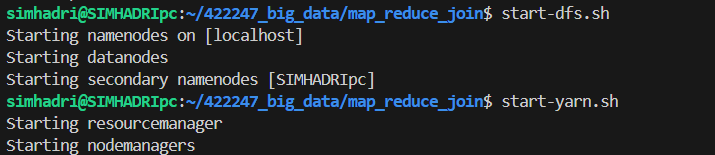 simhadri@SIMHADRIpc:~/422247_big_data/map_reduce_join$ start-dfs.sh
Starting namenodes on [localhost]
Starting datanodes
Starting secondary namenodes [SIMHADRIpc]
simhadri@SIMHADRIpc:~/422247_big_data/map_reduce_join$ start-yarn.sh
Starting resourcemanager
Starting nodemanagers